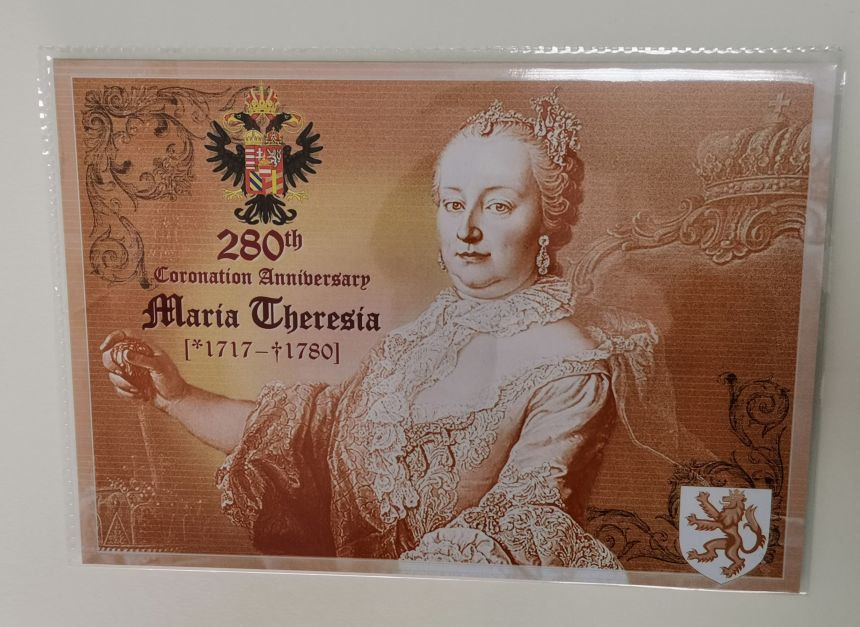 280th
Coronation Anniversary
Maria Theresia
[*1717–†1780]